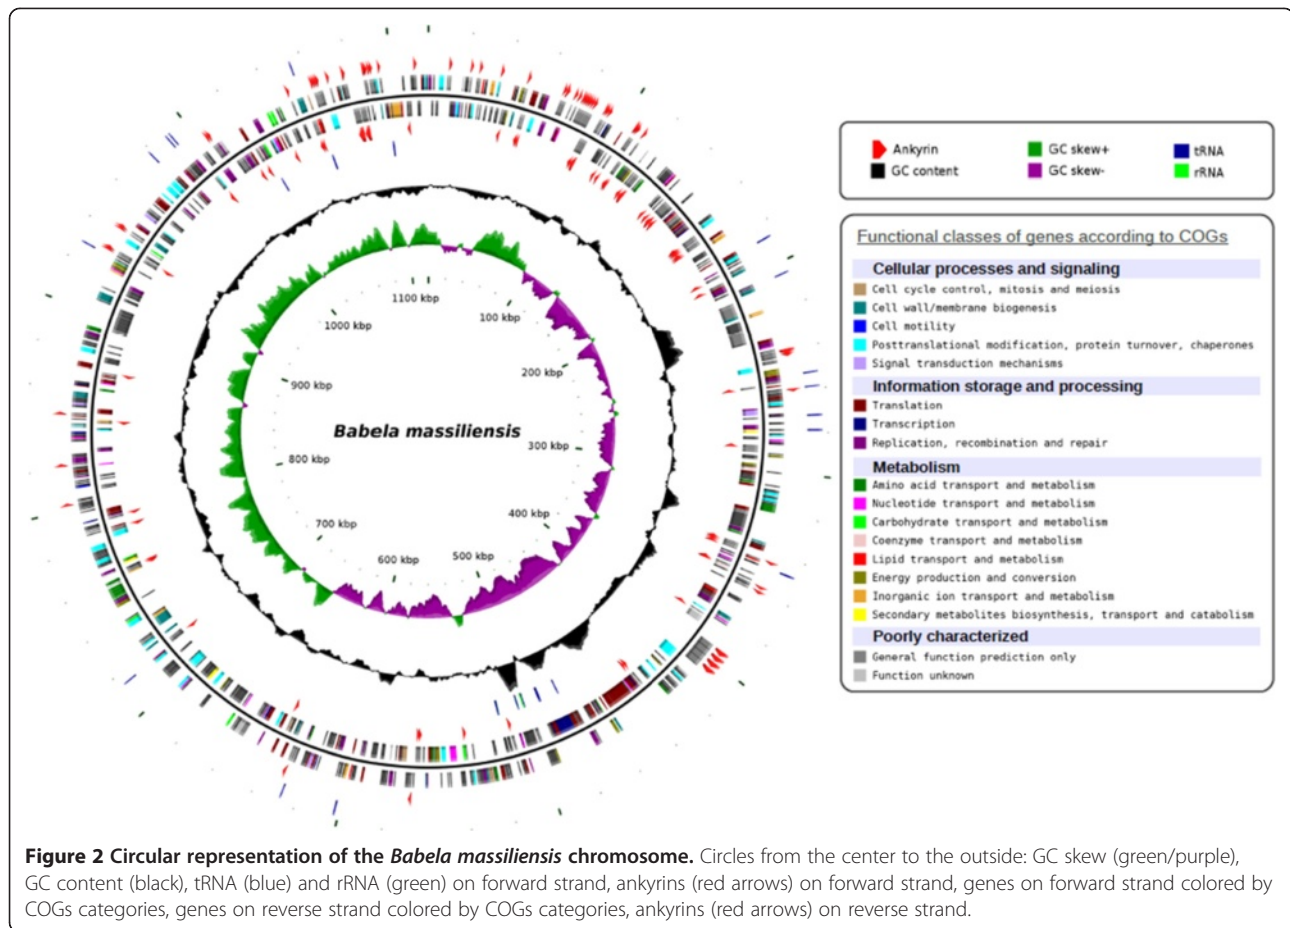 1100 kbp
100 kbp
200 kbp
300 kbp
400 kbp
500 kbp
600 kbp
700 kbp
800 kbp
900 kbp
1000 kbp
Babela massiliensis
Ankyrin
GC content
GC skew+
GC skew-
tRNA
rRNA
Functional classes of genes according to COGs
Cellular processes and signaling
Cell cycle control, mitosis and meiosis
Cell wall/membrane biogenesis
Cell motility
Posttranslational modification, protein turnover, chaperones
Signal transduction mechanisms
Information storage and processing
Translation
Transcription
Replication, recombination and repair
Metabolism
Amino acid transport and metabolism
Nucleotide transport and metabolism
Carbohydrate transport and metabolism
Coenzyme transport and metabolism
Lipid transport and metabolism
Energy production and conversion
Inorganic ion transport and metabolism
Secondary metabolites biosynthesis, transport and catabolism
Poorly characterized
General function prediction only
Function unknown
Figure 2 Circular representation of the Babela massiliensis chromosome. Circles from the center to the outside: GC skew (green/purple),
GC content (black), tRNA (blue) and rRNA (green) on forward strand, ankyrins (red arrows) on forward strand, genes on forward strand colored by
COGs categories, genes on reverse strand colored by COGs categories, ankyrins (red arrows) on reverse strand.